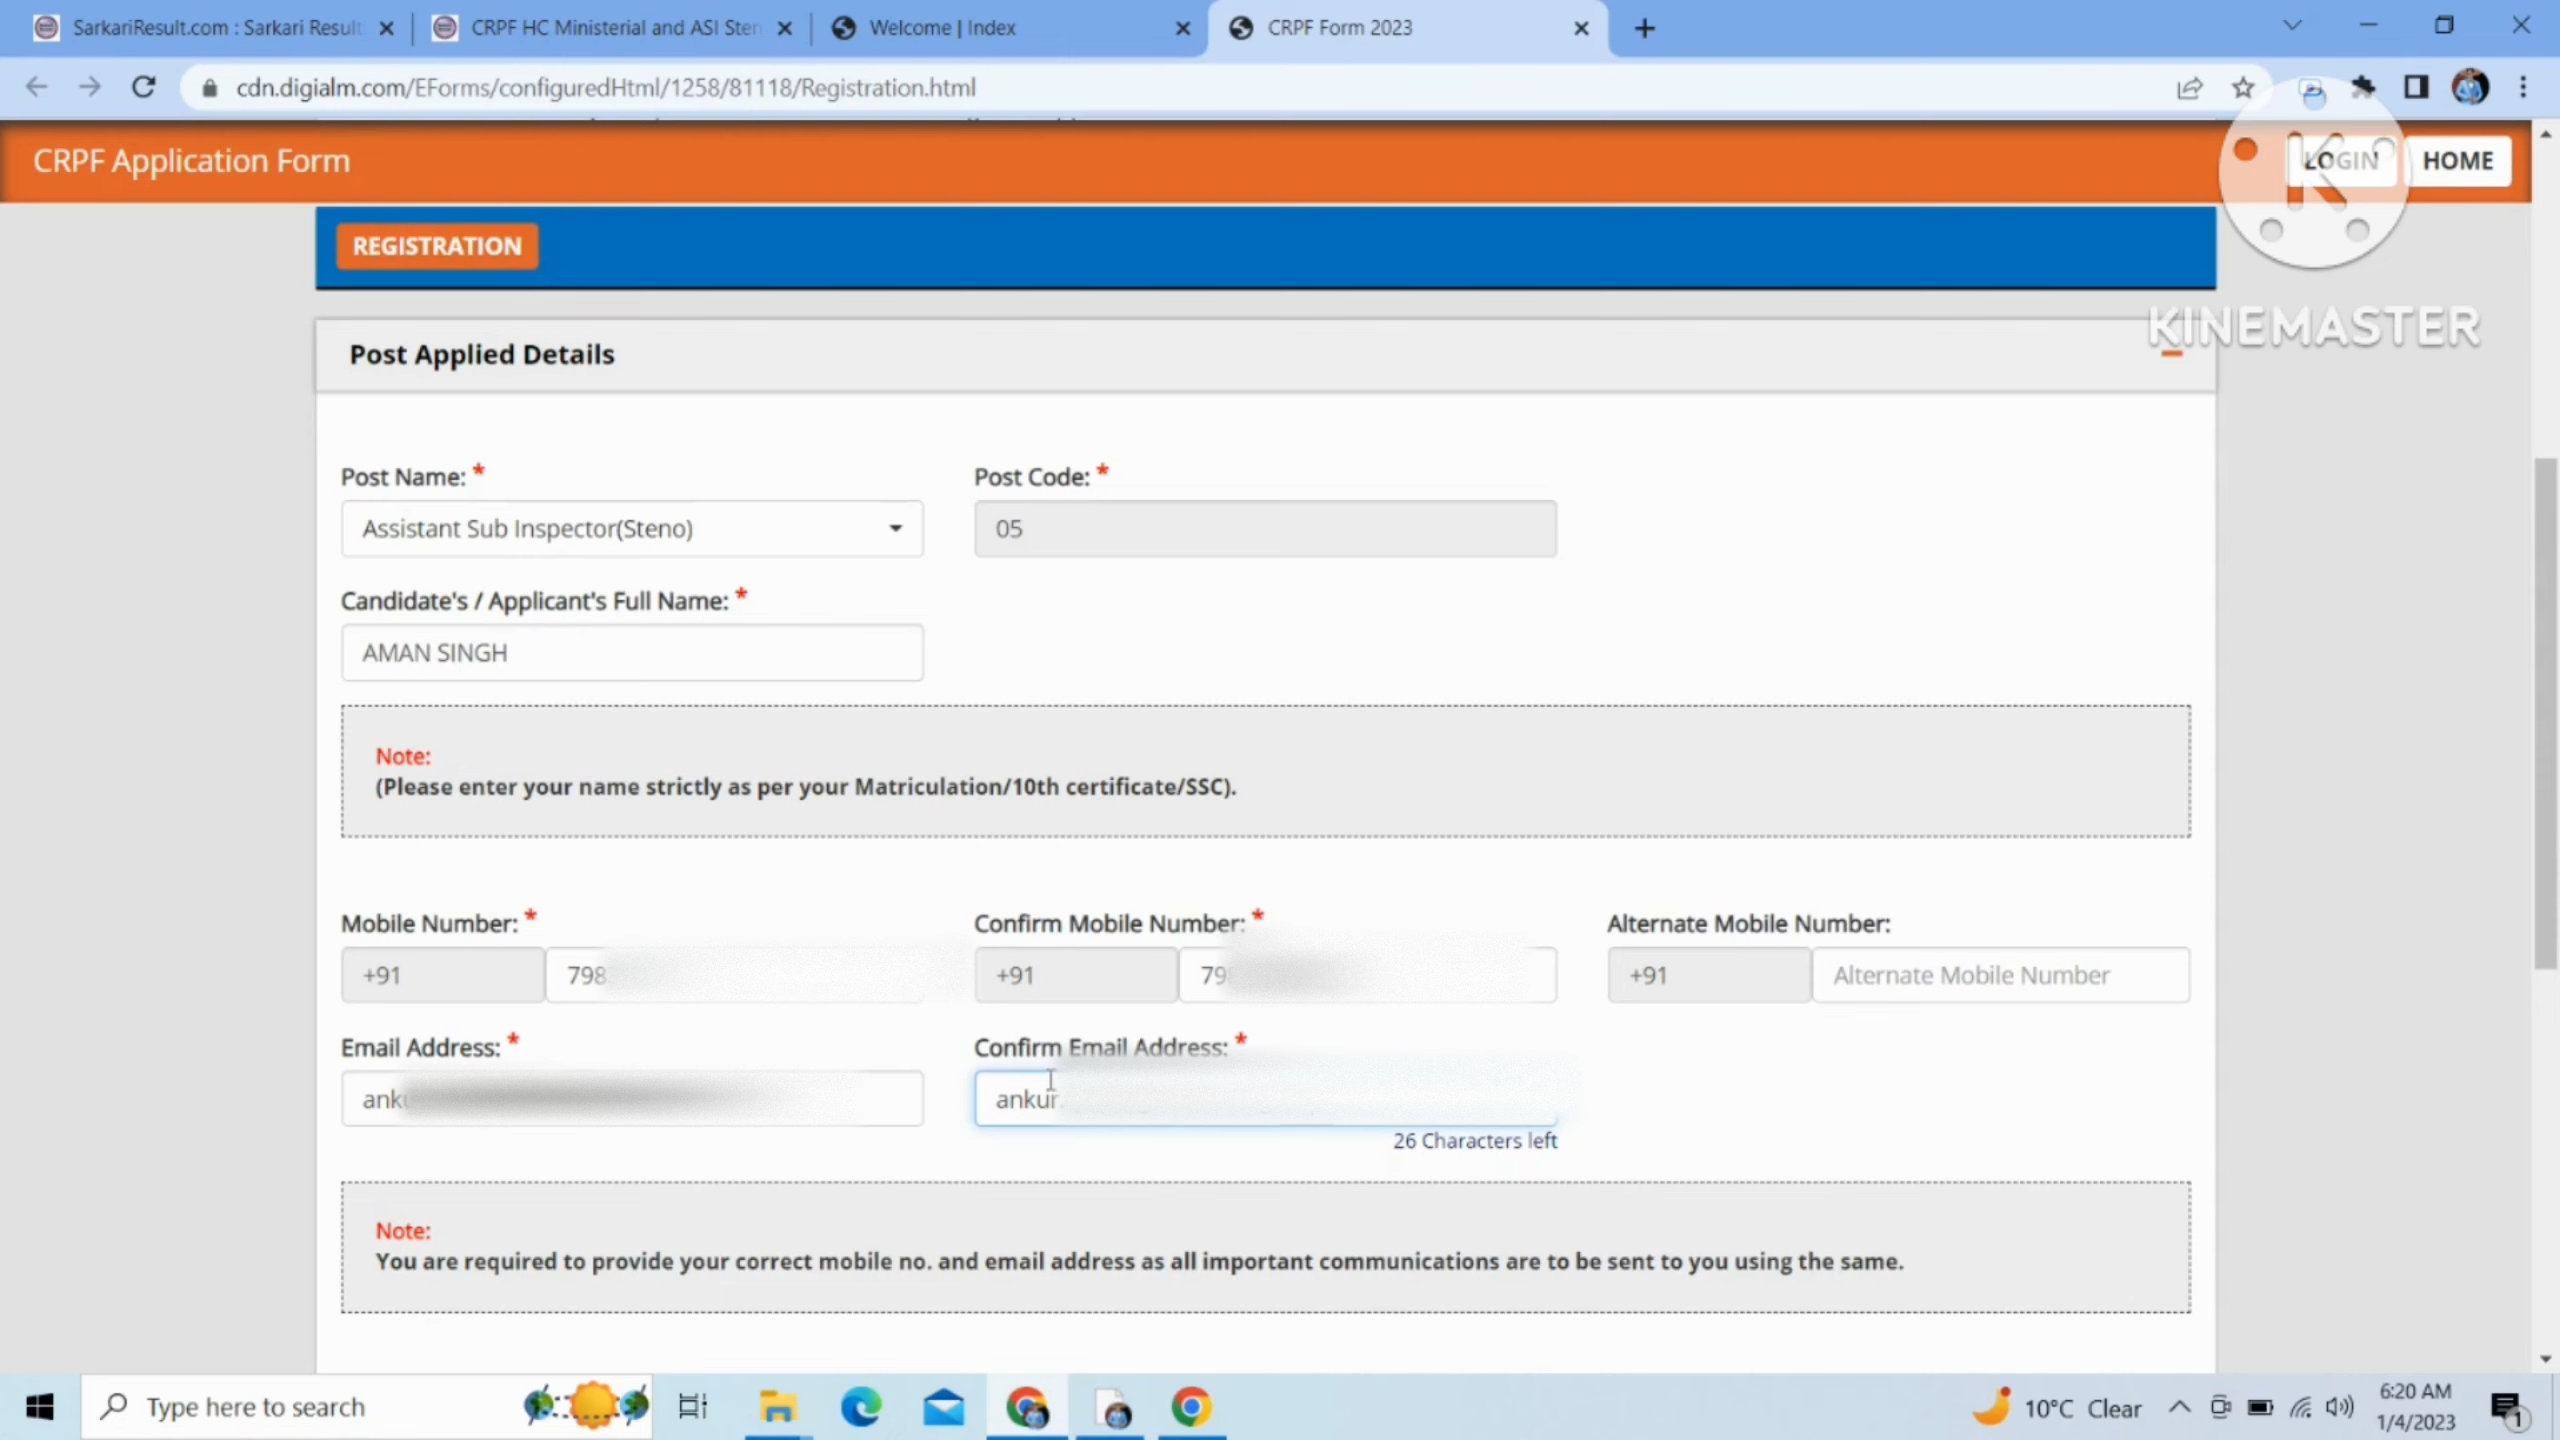 SarkariResult.com : Sarkari Result
CRPF HC Ministerial and ASI Sten
Welcome | Index
CRPF Form 2023
cdn.digialm.com/EForms/configuredHtml/1258/81118/Registration.html
CRPF Application Form
LOGIN
HOME
REGISTRATION
KINEMASTER
Post Applied Details
Post Name: *
Post Code: *
Assistant Sub Inspector(Steno)
05
Candidate's / Applicant's Full Name: *
AMAN SINGH
Note:
(Please enter your name strictly as per your Matriculation/10th certificate/SSC).
Mobile Number: *
Confirm Mobile Number: *
Alternate Mobile Number:
+91
798
+91
79
+91
Alternate Mobile Number
Email Address: *
Confirm Email Address: *
ankur
26 Characters left
Note:
You are required to provide your correct mobile no. and email address as all important communications are to be sent to you using the same.
Type here to search
10°C Clear
6:20 AM
1/4/2023
1